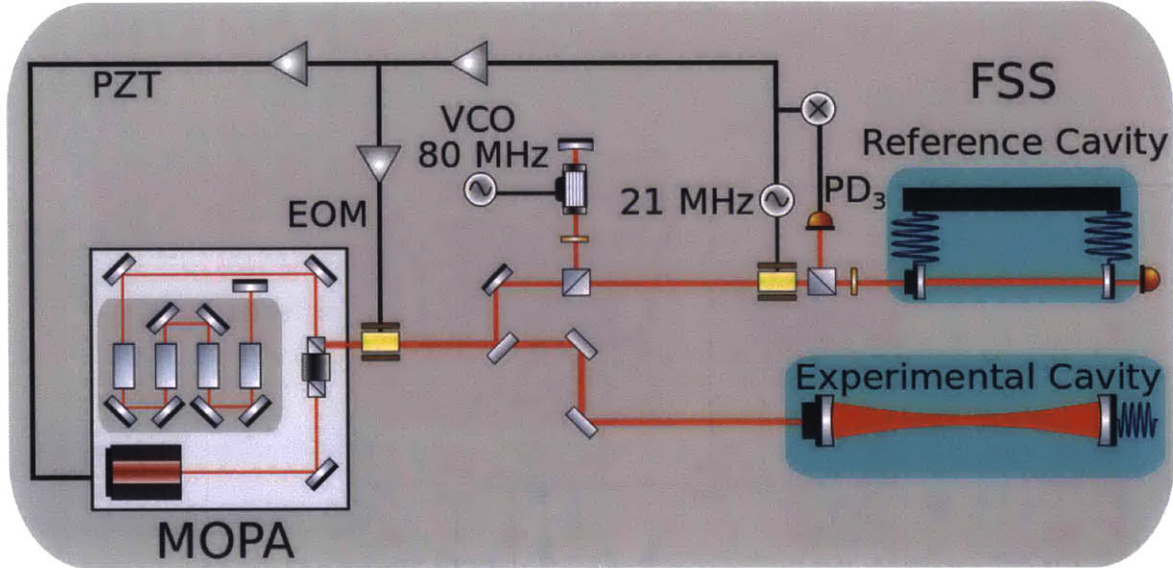 PZT
FSS
VCO
80 MHz
Reference Cavity
21 MHz
PD₃
EOM
Experimental Cavity
MOPA